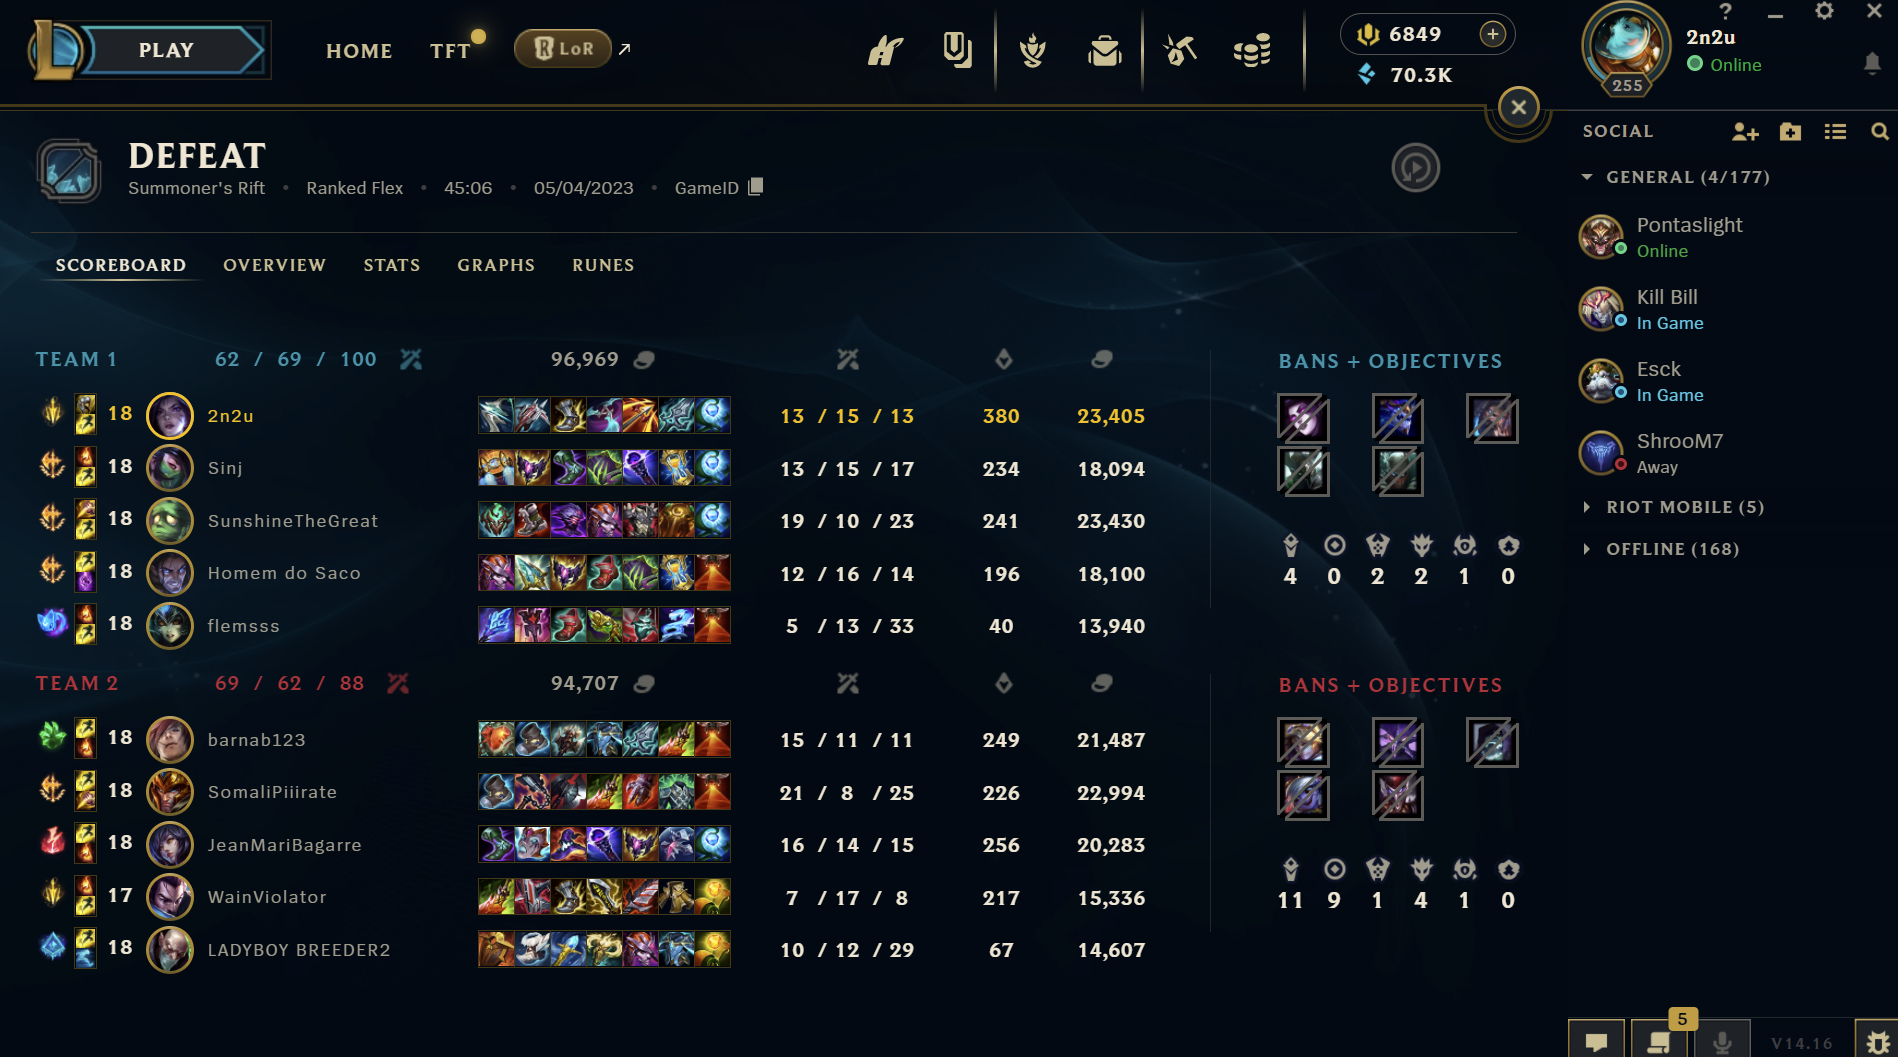 PLAY
HOME
TFT
LoR
6849
70.3K
255
2n2u
Online
DEFEAT
Summoner's Rift • Ranked Flex • 45:06 • 05/04/2023 • GameID
SCOREBOARD OVERVIEW STATS GRAPHS RUNES
TEAM 1 62 / 69 / 100 96,969
18 2n2u 13 / 15 / 13 380 23,405
18 Sinj 13 / 15 / 17 234 18,094
18 SunshineTheGreat 19 / 10 / 23 241 23,430
18 Homem do Saco 12 / 16 / 14 196 18,100
18 flemsss 5 / 13 / 33 40 13,940
BANS + OBJECTIVES
4 0 2 2 1 0
TEAM 2 69 / 62 / 88 94,707
18 barnab123 15 / 11 / 11 249 21,487
18 SomaliPiiirate 21 / 8 / 25 226 22,994
18 JeanMariBagarre 16 / 14 / 15 256 20,283
17 WainViolator 7 / 17 / 8 217 15,336
18 LADYBOY BREEDER2 10 / 12 / 29 67 14,607
BANS + OBJECTIVES
11 9 1 4 1 0
SOCIAL
GENERAL (4/177)
Pontaslight
Online
Kill Bill
In Game
Esck
In Game
ShrooM7
Away
RIOT MOBILE (5)
OFFLINE (168)
5
V14.16